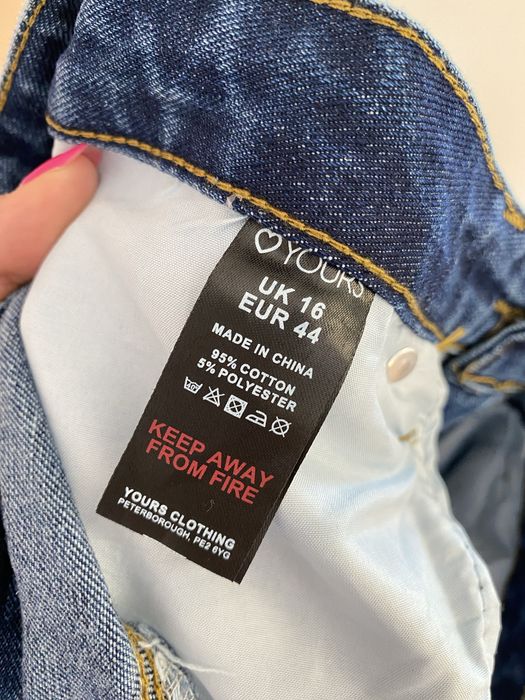 YOURS
UK 16
EUR 44
MADE IN CHINA
95% COTTON
5% POLYESTER
KEEP AWAY
FROM FIRE
YOURS CLOTHING
PETERBOROUGH, PE2 6YG